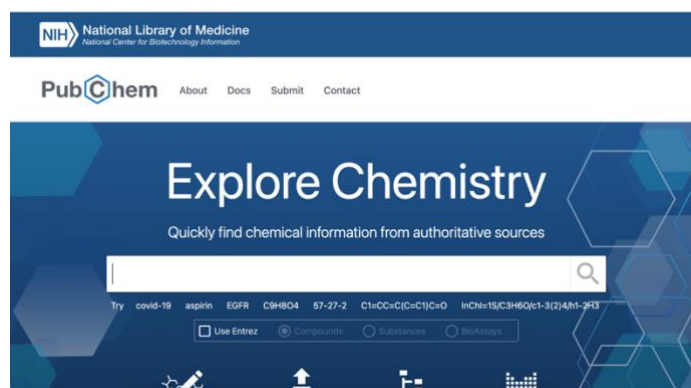 NIH National Library of Medicine
National Center for Biotechnology Information
PubChem About Docs Submit Contact
Explore Chemistry
Quickly find chemical information from authoritative sources
Try covid-19 aspirin EGFR C9H8O4 57-27-2 C1=CC=C(C=C1)C=O InChI=1S/C3H6O/c1-3(2)4/h1-2H3
Use Entrez Compounds Substances BioAssays